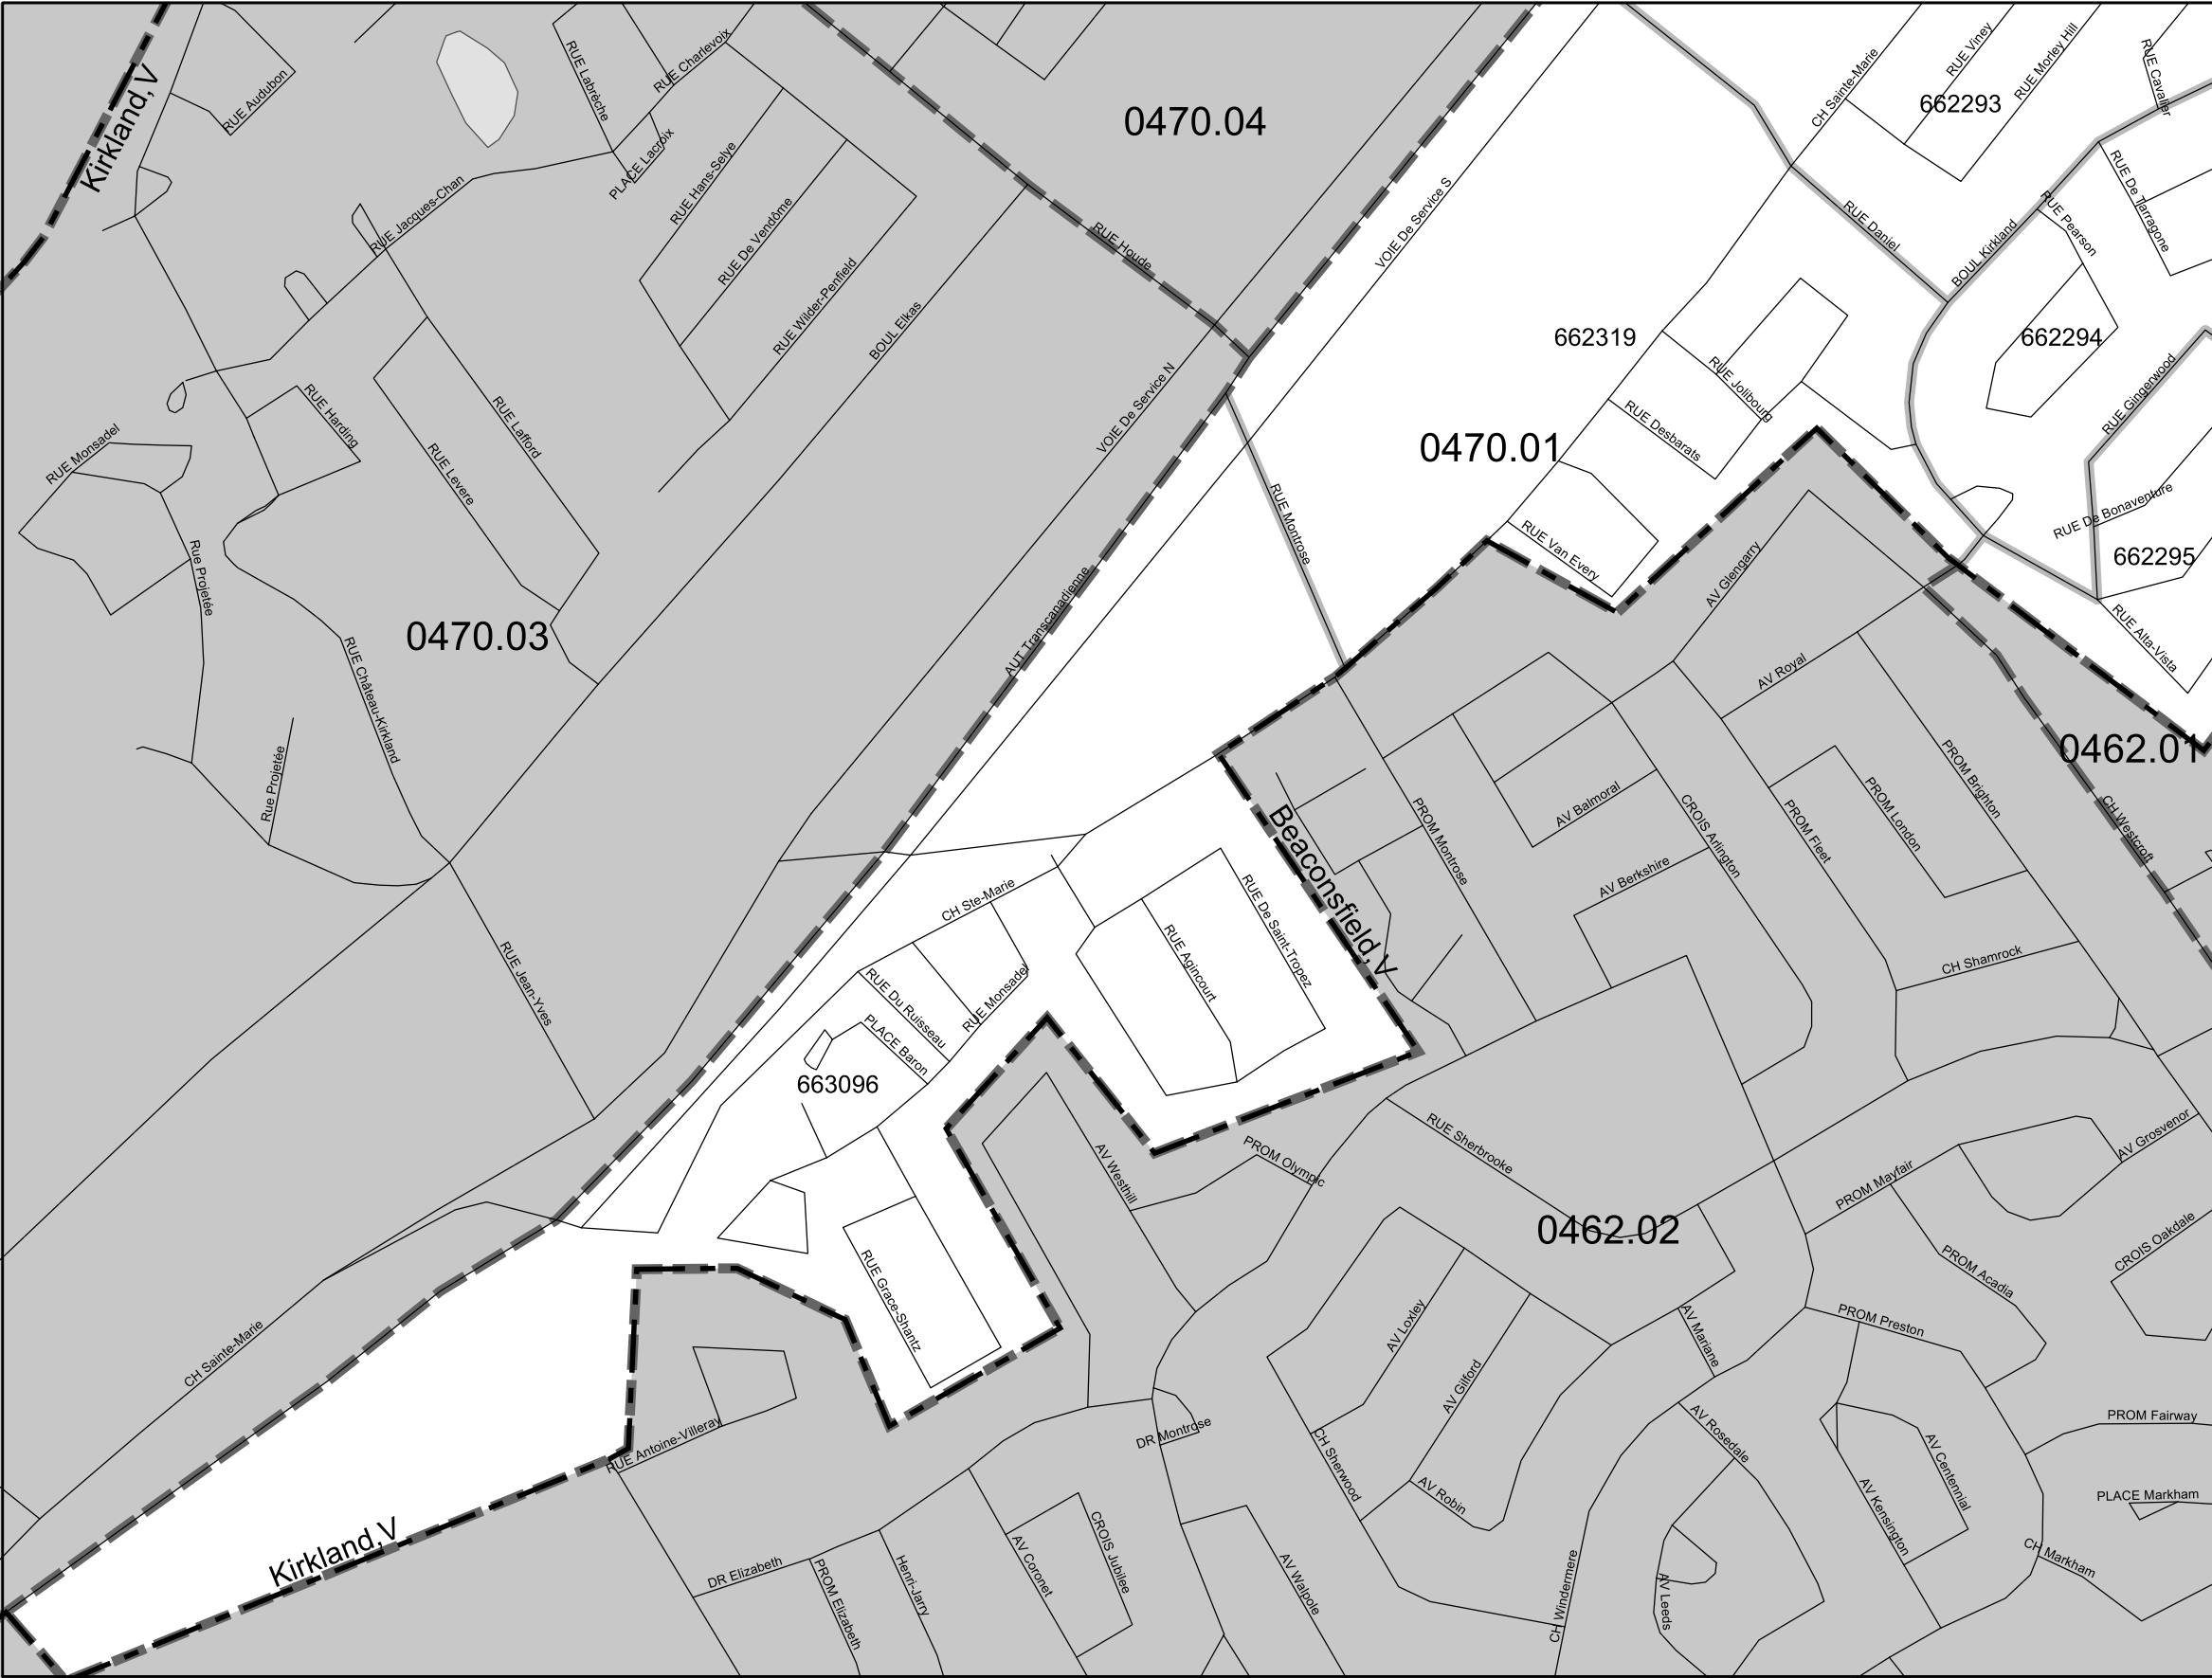 Kirkland, V
RUE Audubon
RUE Labrèche
RUE Charlevoix
PLACE Lacroix
RUE Hans-Selye
RUE De Vendôme
RUE Wilder-Penfield
BOUL Elkas
RUE Jacques-Chan
0470.04
RUE Houde
VOIE De Service S
CH Sainte-Marie
RUE Viney
662293
RUE Morley Hill
RUE Cavalier
RUE De Tarragone
RUE Pearson
RUE Daniel
BOUL Kirkland
662294
662319
RUE Gingerwood
RUE Jolibourg
RUE Desbarats
0470.01
RUE De Bonaventure
662295
RUE Van Every
RUE Alta-Vista
RUE Montrose
VOIE De Service N
RUE Harding
RUE Lafford
RUE Levere
RUE Monsadel
Rue Projetée
0470.03
RUE Château-Kirkland
Rue Projetée
AUT Transcanadienne
AV Glengarry
AV Royal
0462.01
PROM Brighton
CH Westcroft
PROM London
PROM Fleet
CROIS Arlington
AV Balmoral
AV Berkshire
PROM Montrose
Beaconsfield, V
CH Shamrock
RUE Jean-Yves
CH Ste-Marie
RUE De Saint-Tropez
RUE Agincourt
RUE Du Ruisseau
RUE Monsadel
PLACE Baron
663096
AV Westhill
PROM Olympic
RUE Sherbrooke
0462.02
AV Grosvenor
PROM Mayfair
PROM Acadia
CROIS Oakdale
RUE Grace-Shantz
CH Sainte-Marie
AV Loxley
AV Gilford
AV Mariane
PROM Preston
PROM Fairway
RUE Antoine-Villeray
DR Montrose
CH Sherwood
AV Robin
AV Rosedale
AV Centennial
AV Kensington
PLACE Markham
CH Markham
Kirkland, V
DR Elizabeth
PROM Elizabeth
Henri-Jarry
AV Coronet
CROIS Jubilee
AV Walpole
CH Windermere
AV Leeds